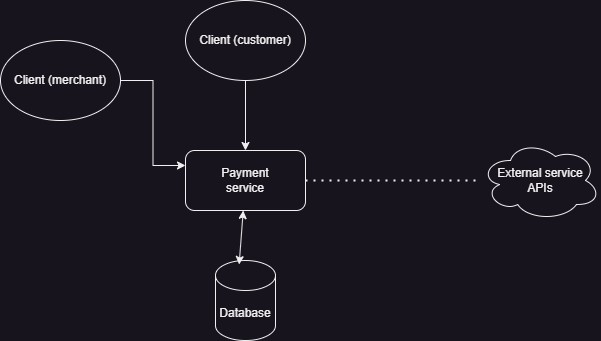 Client (customer)
Client (merchant)
Payment
service
External service
APIs
Database